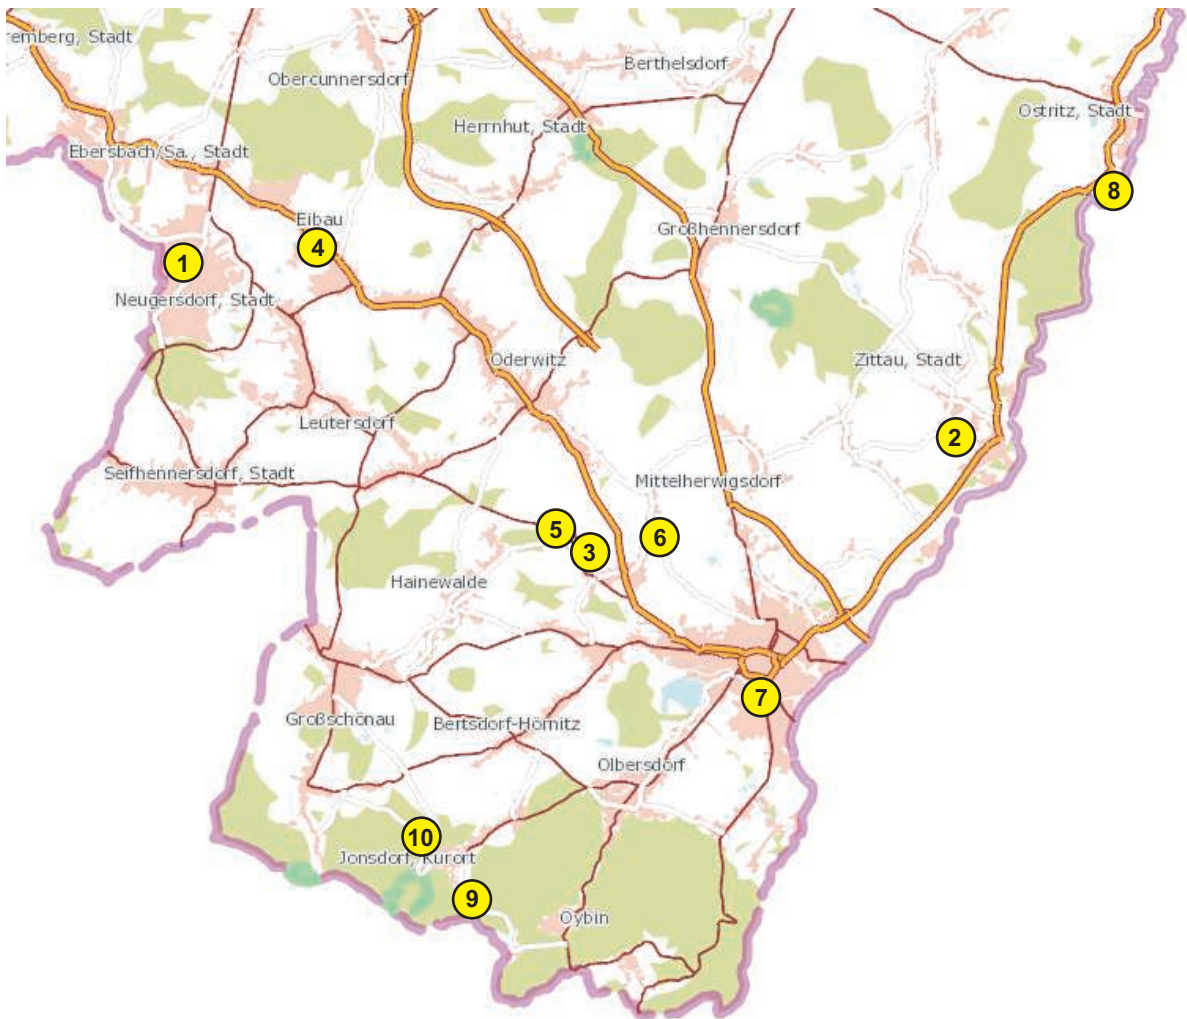 remberg, Stadt
Obercunnersdorf
Berthelsdorf
Ostritz, Stadt
Herrnhut, Stadt
Ebersbach/Sa., Stadt
8
Eibau
4
Großhennersdorf
1
Neugersdorf, Stadt
Oderwitz
Zittau, Stadt
Leutersdorf
2
Seifhennersdorf, Stadt
Mittelherwigsdorf
5
6
3
Hainewalde
7
Großschönau
Bertsdorf-Hörnitz
Olbersdorf
10
Jonsdorf, Kurort
9
Oybin